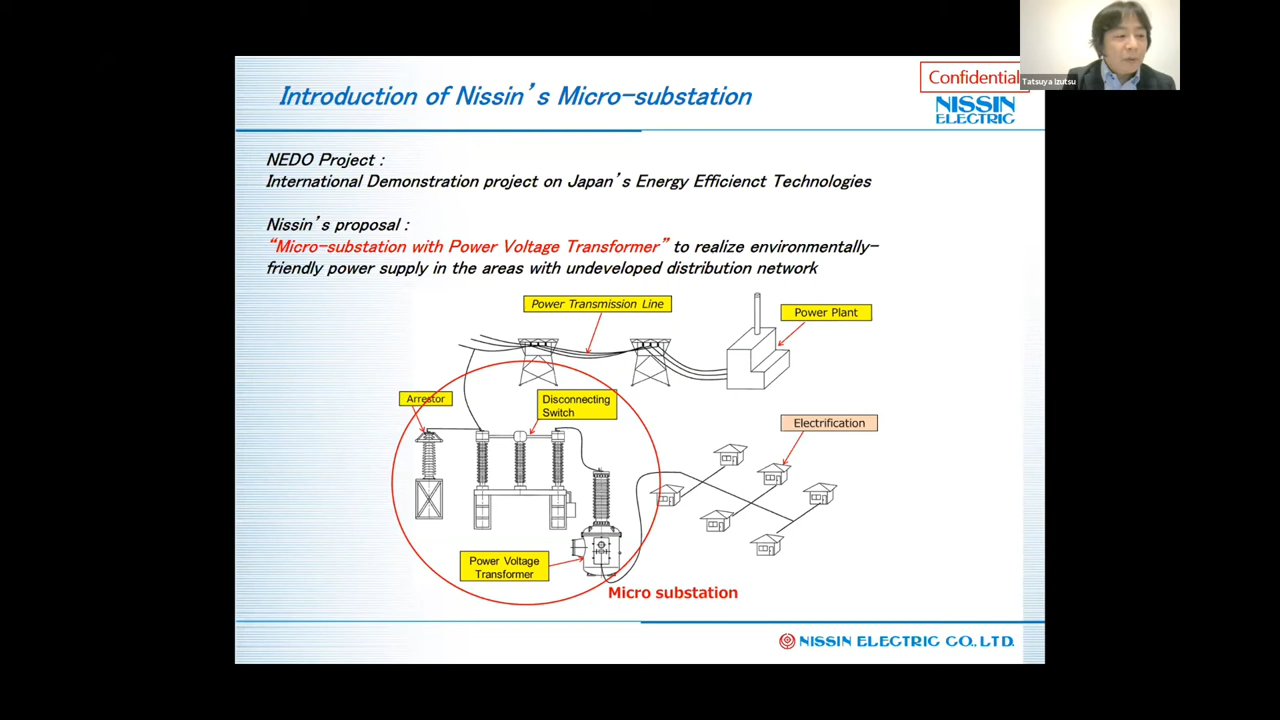 Tatsuya Izutsu
Confidential
Introduction of Nissin's Micro-substation
NISSIN
ELECTRIC
NEDO Project :
International Demonstration project on Japan's Energy Efficienct Technologies
Nissin's proposal :
“Micro-substation with Power Voltage Transformer” to realize environmentally-
friendly power supply in the areas with undeveloped distribution network
Power Transmission Line
Power Plant
Arrestor
Disconnecting
Switch
Electrification
Power Voltage
Transformer
Micro substation
NISSIN ELECTRIC CO., LTD.